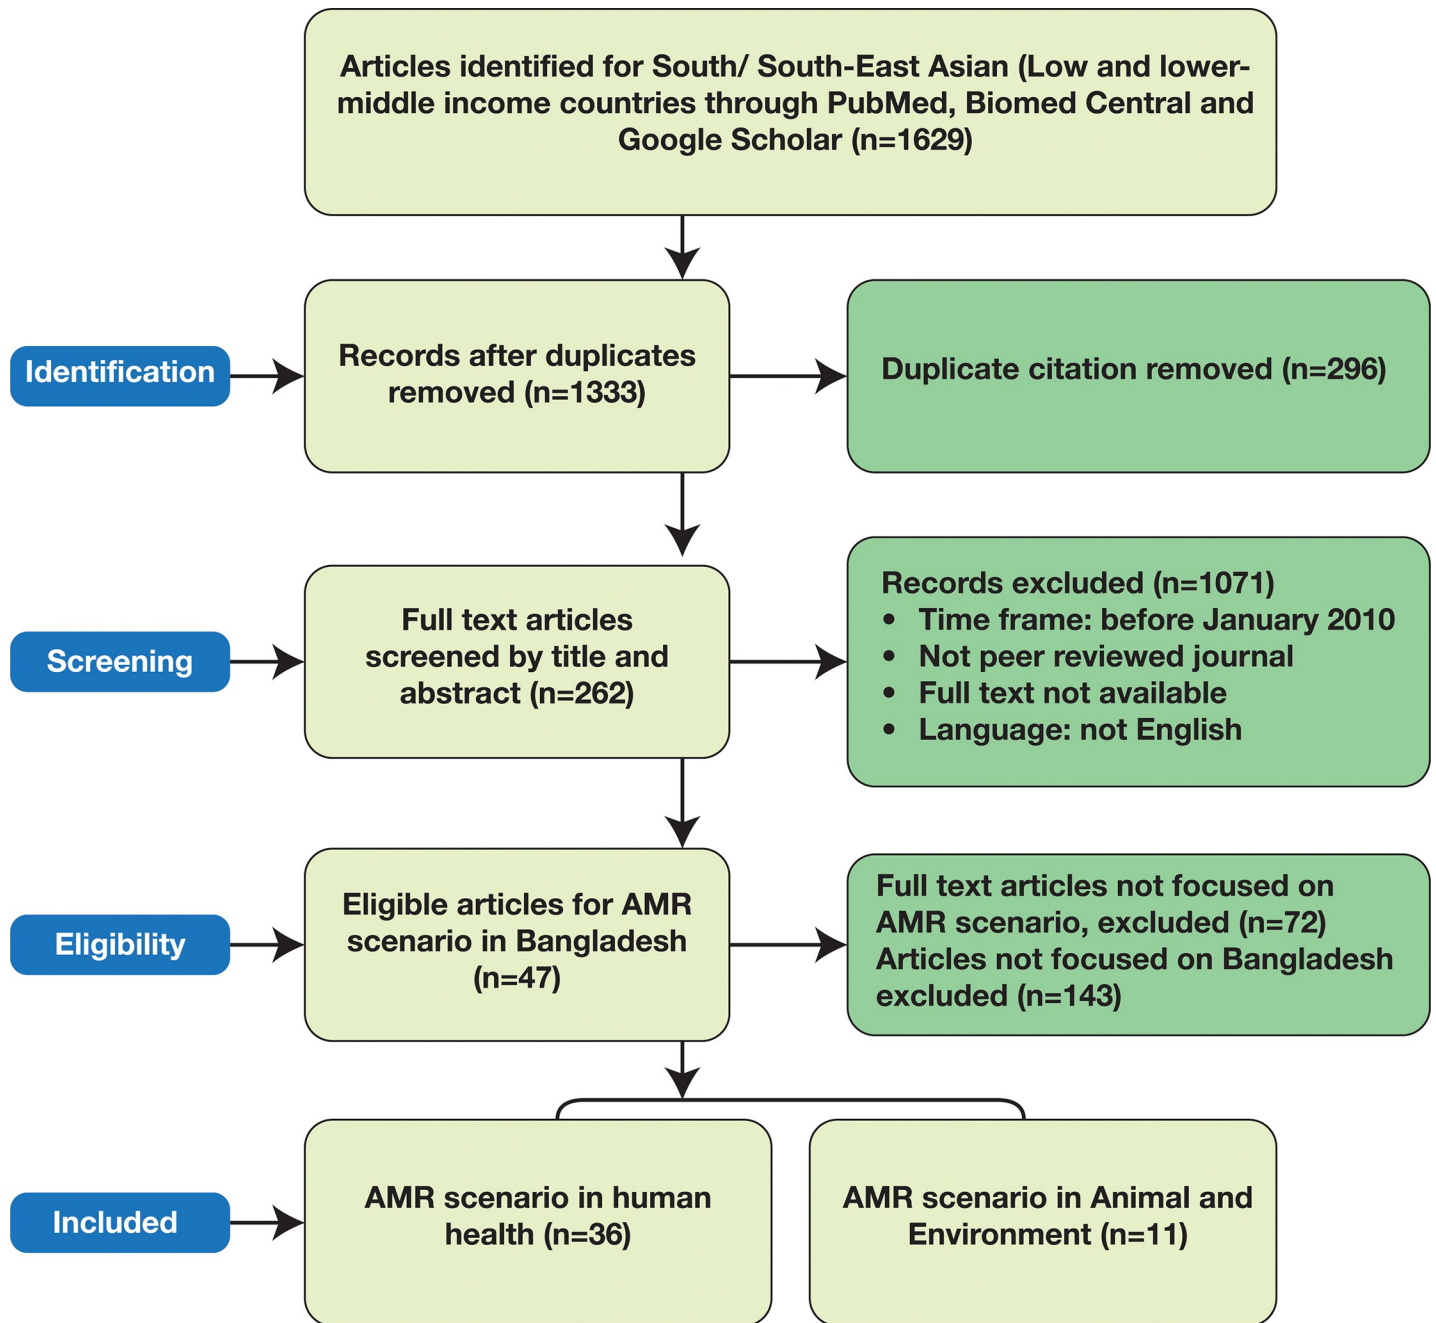 Articles identified for South/ South-East Asian (Low and lower-
middle income countries through PubMed, Biomed Central and
Google Scholar (n=1629)
Identification
Records after duplicates
removed (n=1333)
Duplicate citation removed (n=296)
Screening
Full text articles
screened by title and
abstract (n=262)
Records excluded (n=1071)
• Time frame: before January 2010
• Not peer reviewed journal
• Full text not available
• Language: not English
Eligibility
Eligible articles for AMR
scenario in Bangladesh
(n=47)
Full text articles not focused on
AMR scenario, excluded (n=72)
Articles not focused on Bangladesh
excluded (n=143)
Included
AMR scenario in human
health (n=36)
AMR scenario in Animal and
Environment (n=11)